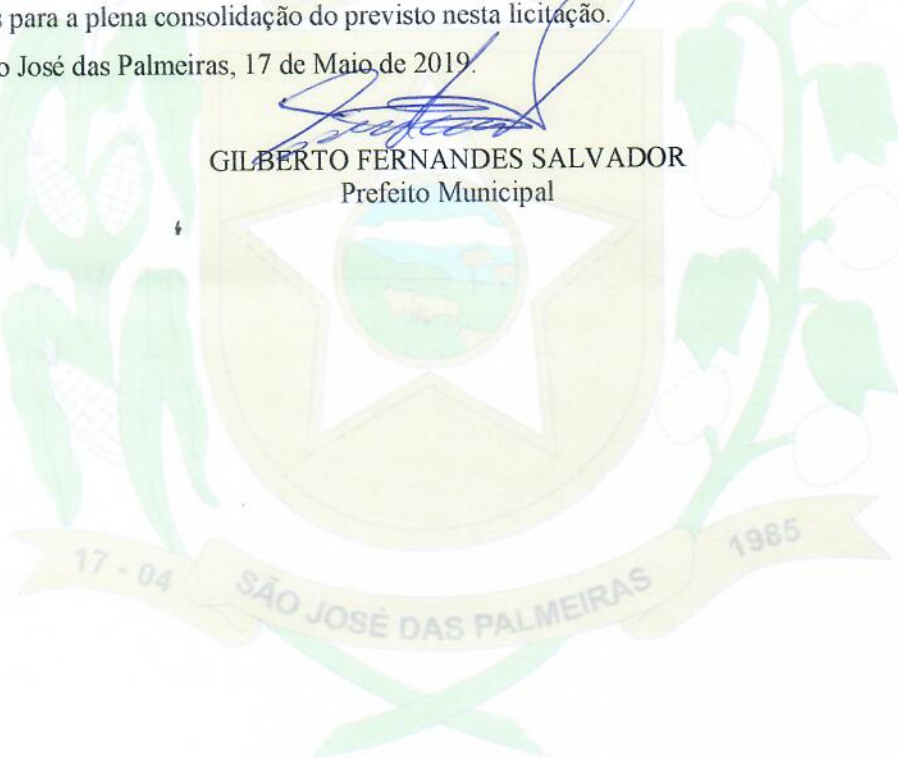 s para a plena consolidação do previsto nesta licitação.
o José das Palmeiras, 17 de Maio de 2019.
GILBERTO FERNANDES SALVADOR
Prefeito Municipal
17 - 04 SÃO JOSÉ DAS PALMEIRAS 1985